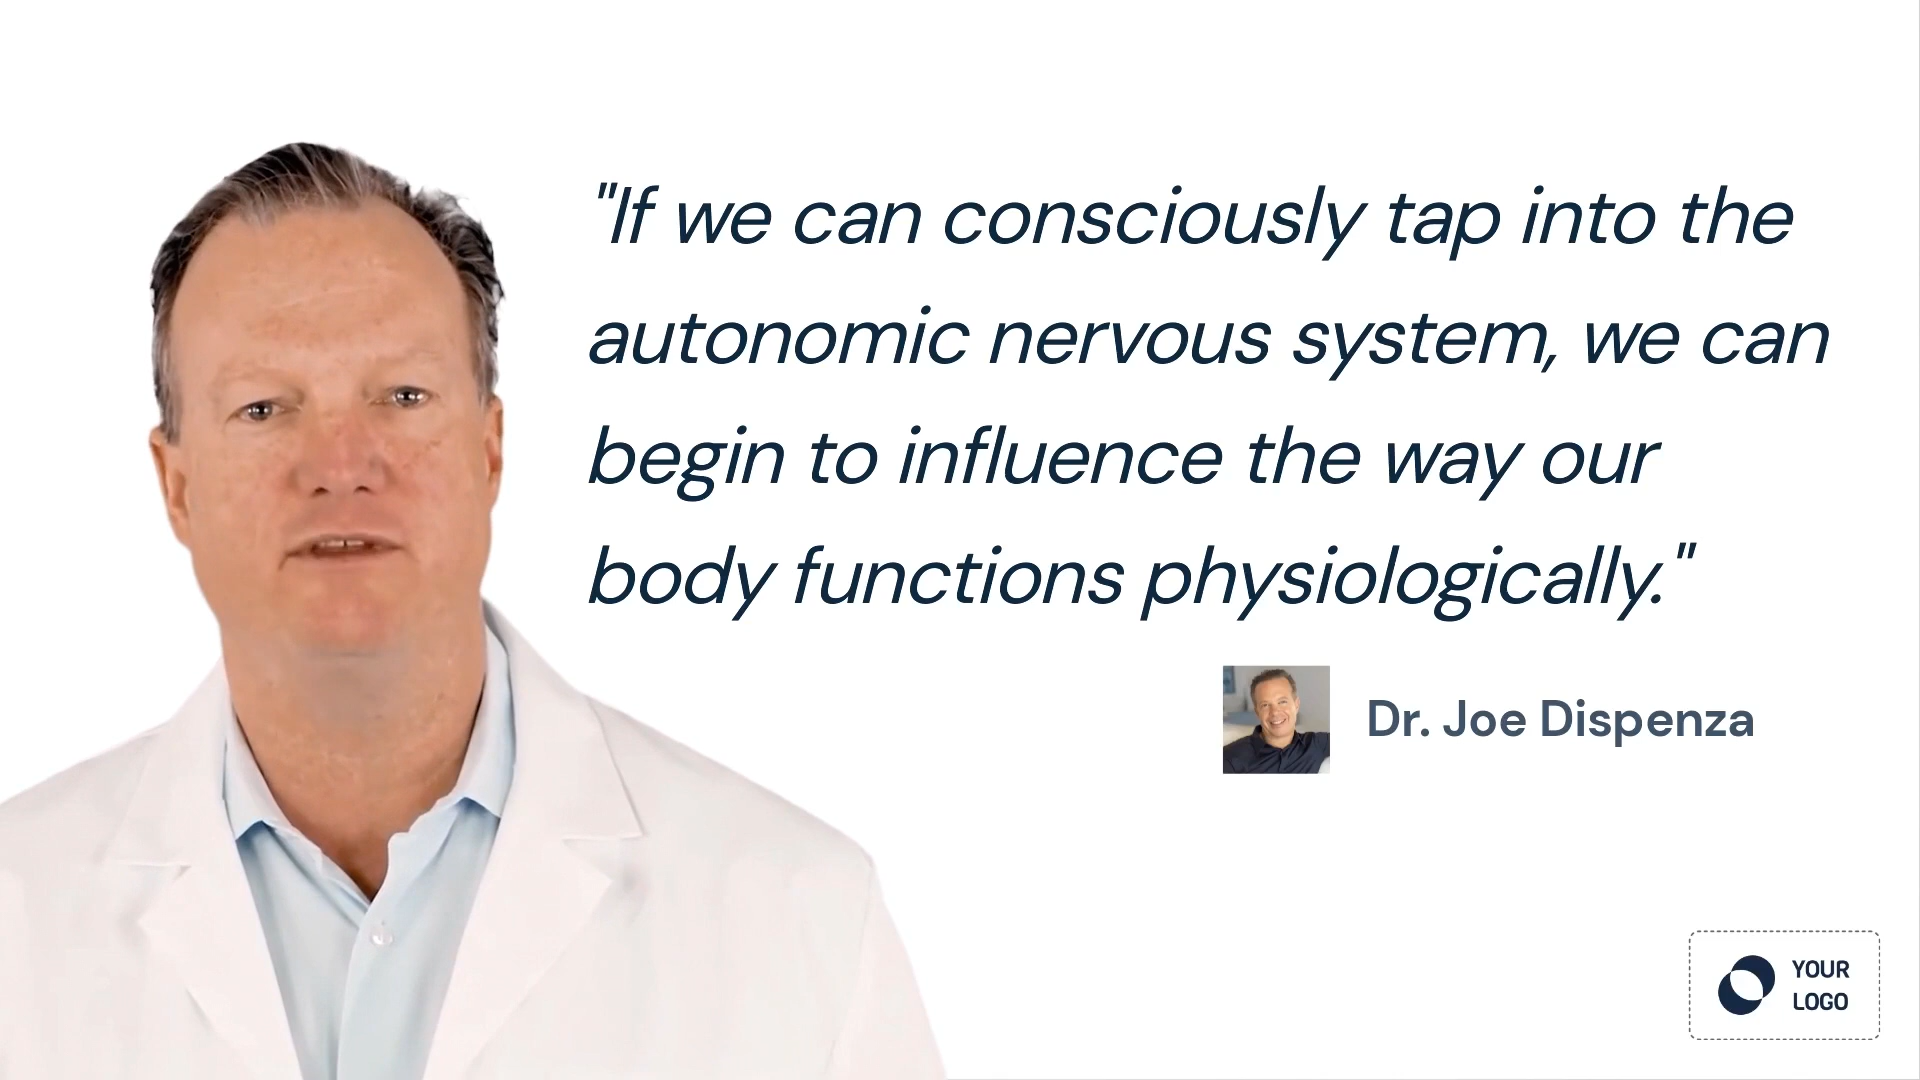 "If we can consciously tap into the
autonomic nervous system, we can
begin to influence the way our
body functions physiologically."
Dr. Joe Dispenza
YOUR
LOGO